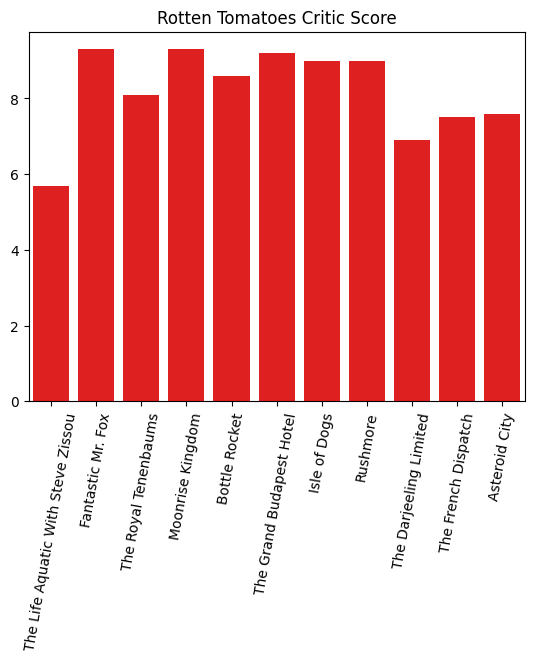 Rotten Tomatoes Critic Score
8
6
4
2
0
The Life Aquatic With Steve Zissou
Fantastic Mr. Fox
The Royal Tenenbaums
Moonrise Kingdom
Bottle Rocket
The Grand Budapest Hotel
Isle of Dogs
Rushmore
The Darjeeling Limited
The French Dispatch
Asteroid City